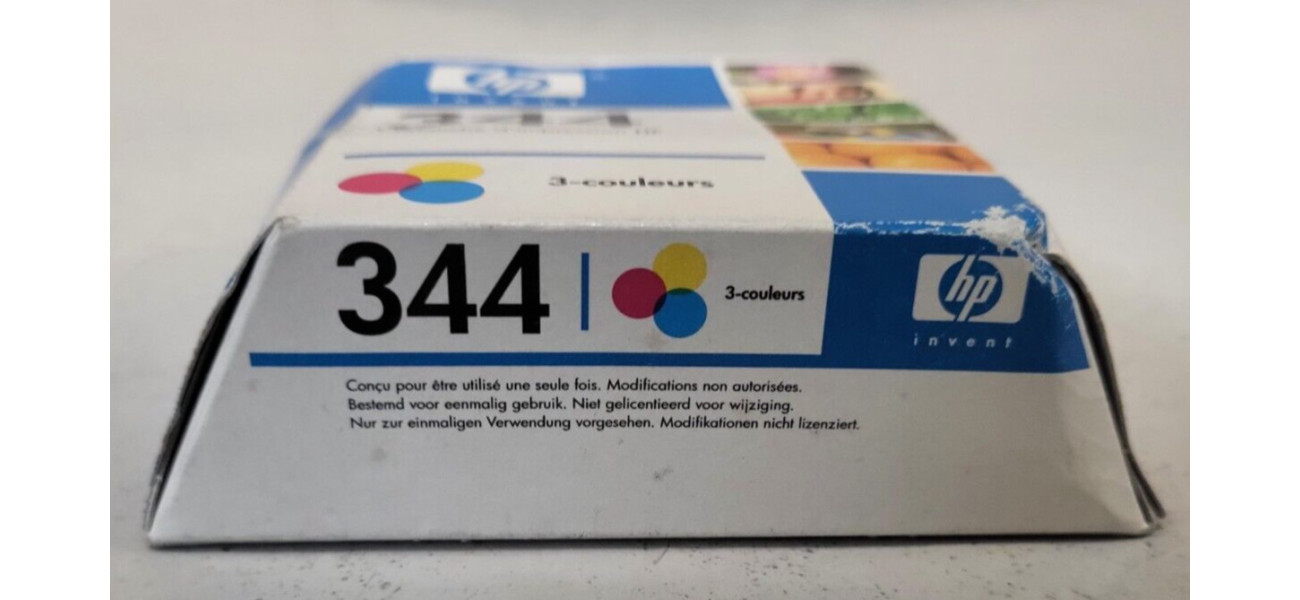 hp
invent
344
3-couleurs
344
3-couleurs
hp
invent
Conçu pour être utilisé une seule fois. Modifications non autorisées.
Bestemd voor eenmalig gebruik. Niet gelicentieerd voor wijziging.
Nur zur einmaligen Verwendung vorgesehen. Modifikationen nicht lizenziert.